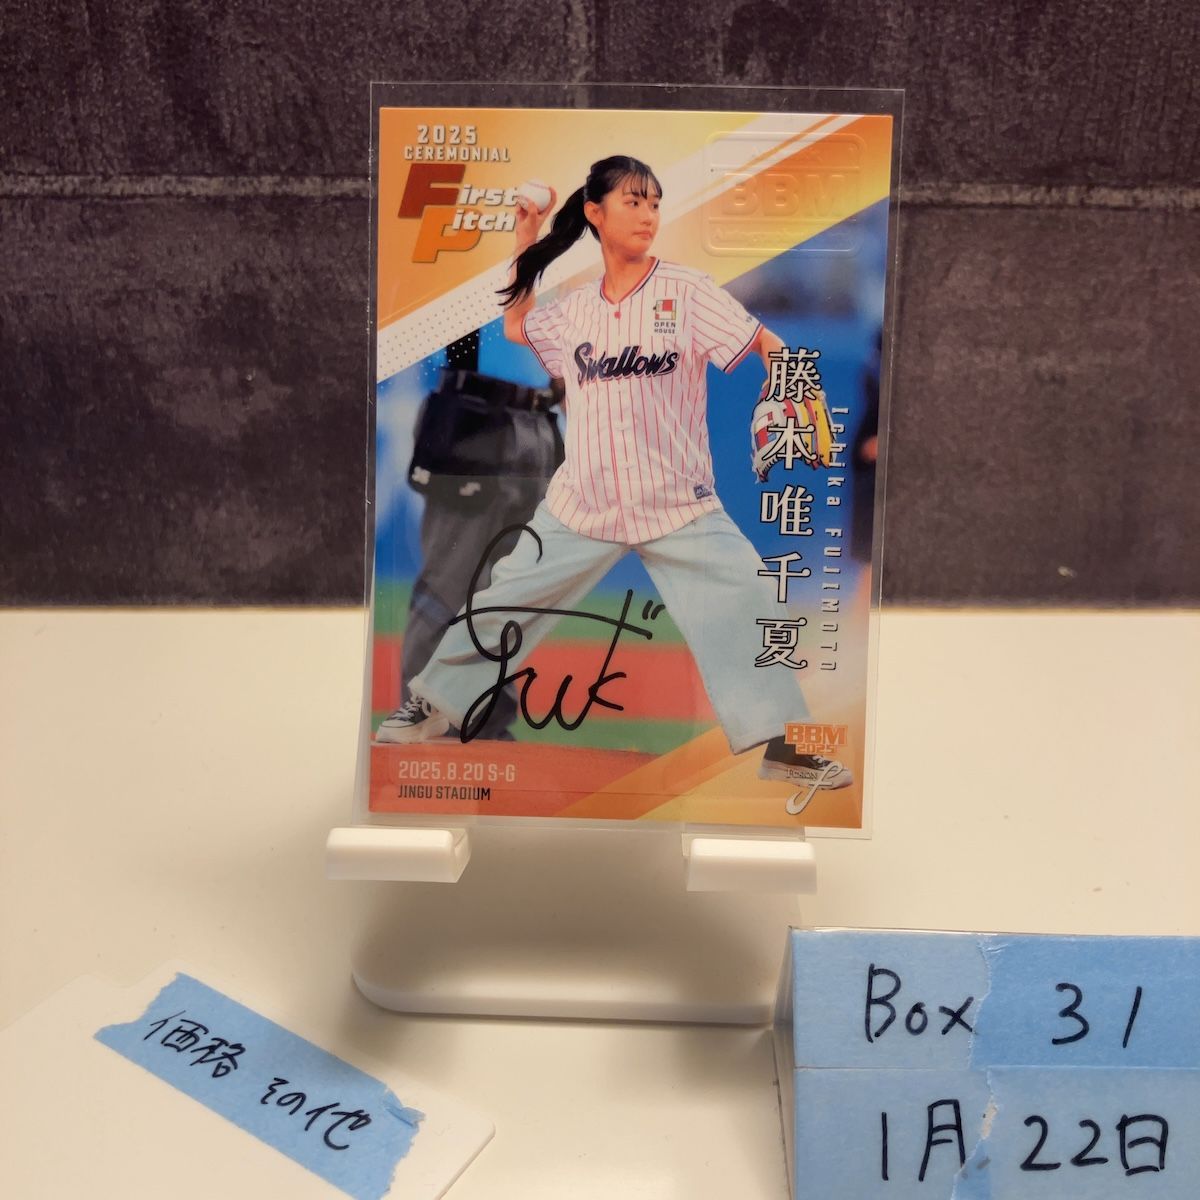 2025
CEREMONIAL
First
Pitch
BBM
OPEN
HOUSE
Swallows
藤本唯千夏
Ichika FUJIMOTO
BBM
2025
FUSION
2025.8.20 S-G
JINGU STADIUM
価格 その他
Box 31
1月22日